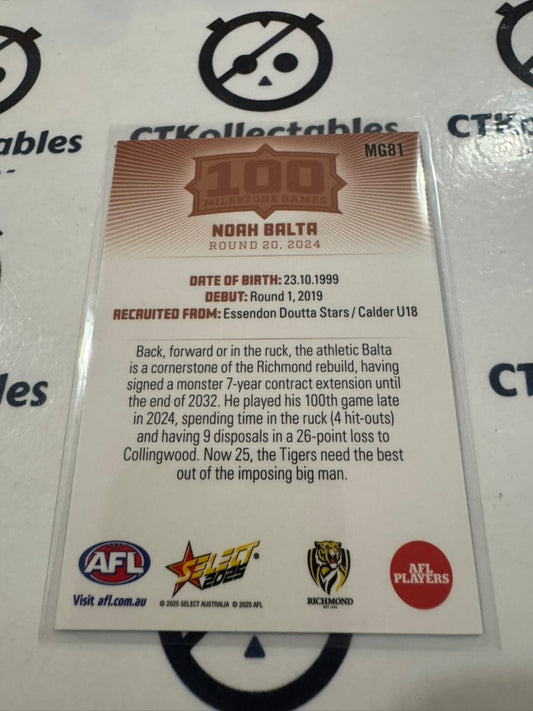 CTKollectables
CTK
ables
MG81
100
MILESTONE GAMES
NOAH BALTA
ROUND 20, 2024
DATE OF BIRTH: 23.10.1999
DEBUT: Round 1, 2019
RECRUITED FROM: Essendon Doutta Stars / Calder U18
Back, forward or in the ruck, the athletic Balta
is a cornerstone of the Richmond rebuild, having
signed a monster 7-year contract extension until
the end of 2032. He played his 100th game late
in 2024, spending time in the ruck (4 hit-outs)
and having 9 disposals in a 26-point loss to
Collingwood. Now 25, the Tigers need the best
out of the imposing big man.
les
CT
AFL
Visit afl.com.au
SELECT
2025
© 2025 SELECT AUSTRALIA © 2025 AFL
RICHMOND
AFL
PLAYERS
CTKollectables